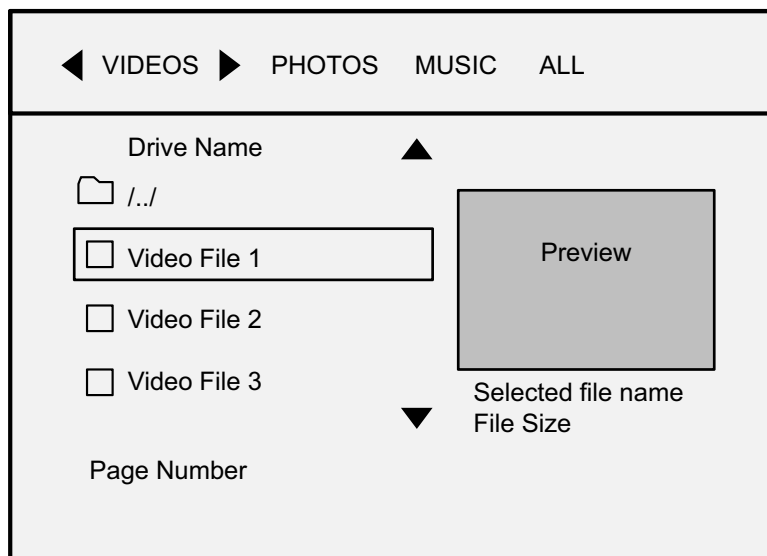 VIDEOS PHOTOS MUSIC ALL
Drive Name
/../
Video File 1
Video File 2
Video File 3
Page Number
Preview
Selected file name
File Size